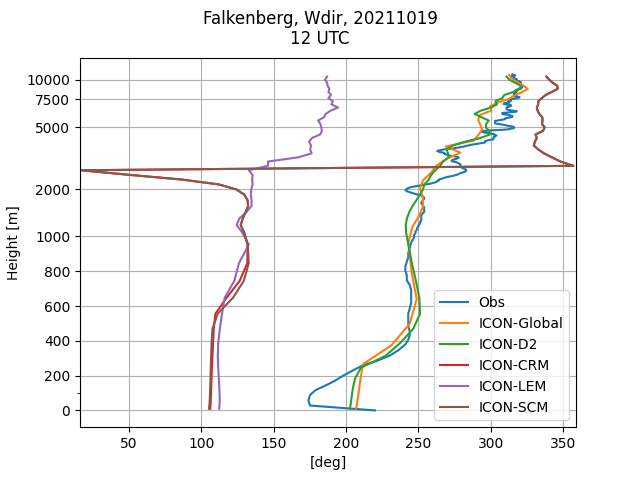 Falkenberg, Wdir, 20211019
12 UTC
Height [m]
10000
7500
5000
2000
1000
800
600
400
200
0
50
100
150
200
250
300
350
[deg]
Obs
ICON-Global
ICON-D2
ICON-CRM
ICON-LEM
ICON-SCM